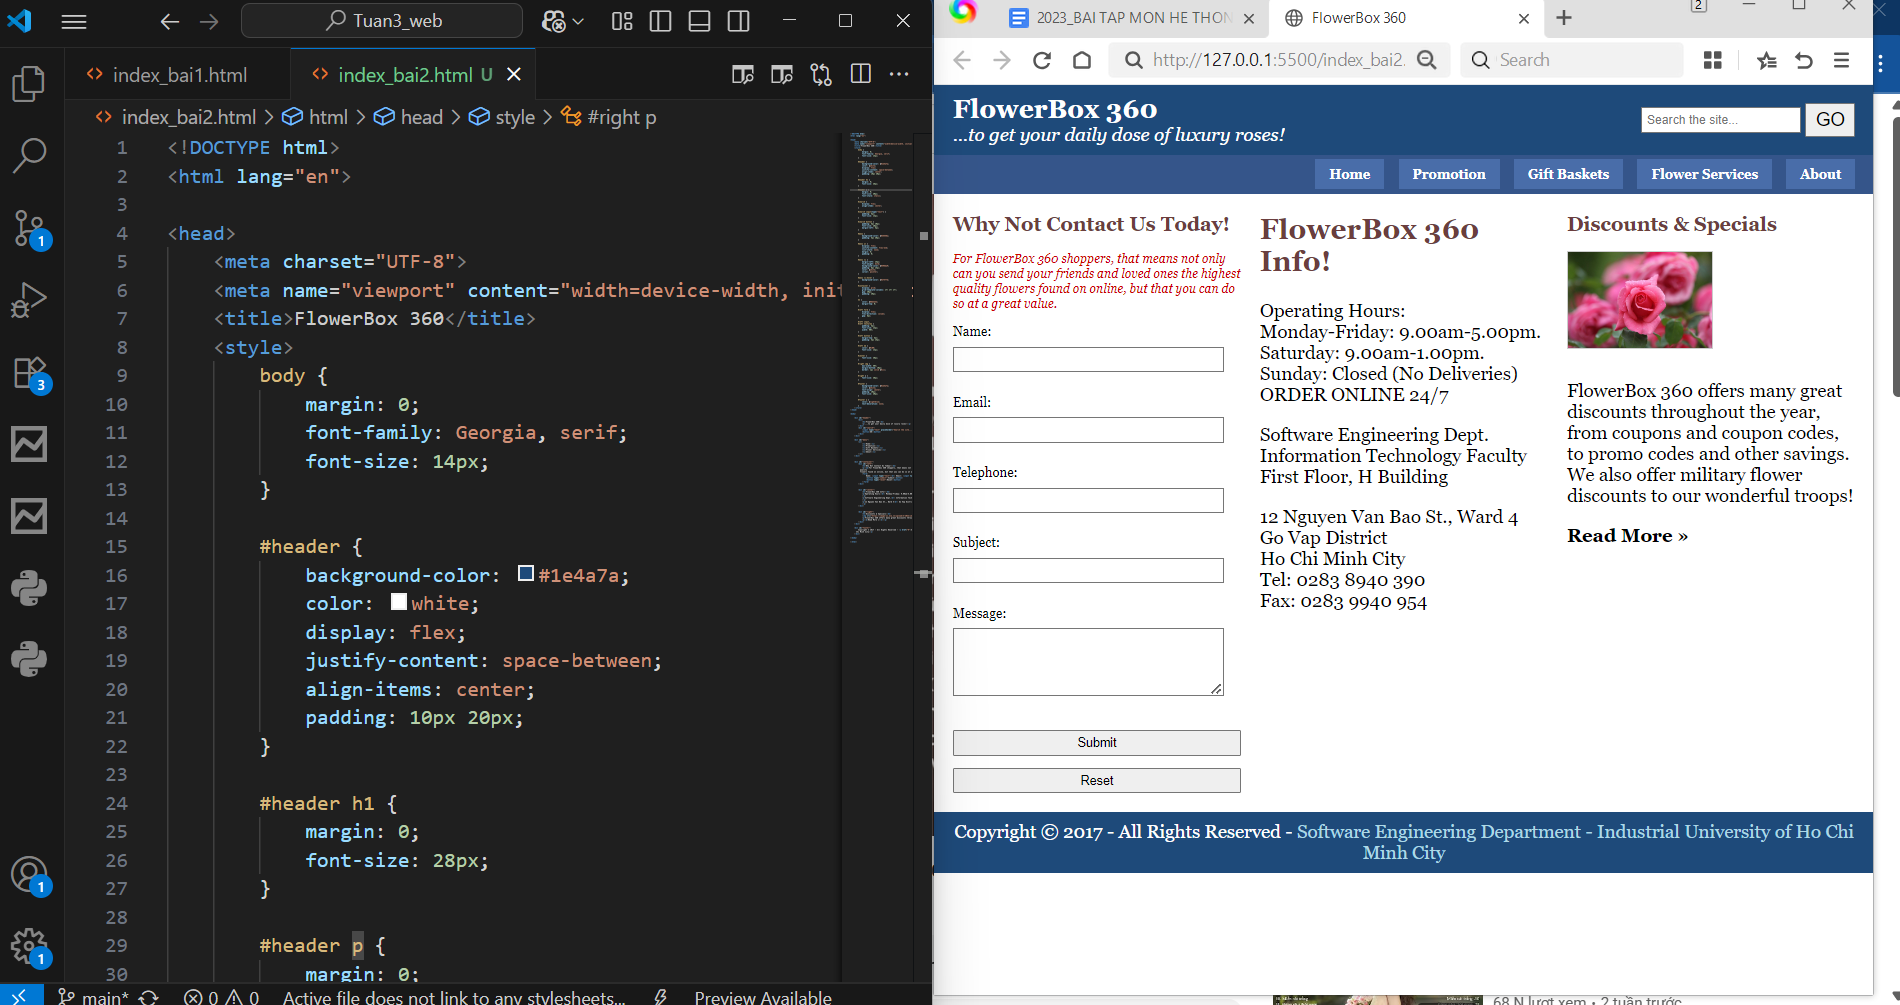 Tuan3_web
index_bai1.html
index_bai2.html U
index_bai2.html > html > head > style > #right p
1 <!DOCTYPE html>
2 <html lang="en">
3
4 <head>
5 <meta charset="UTF-8">
6 <meta name="viewport" content="width=device-width, init
7 <title>FlowerBox 360</title>
8 <style>
9 body {
10 margin: 0;
11 font-family: Georgia, serif;
12 font-size: 14px;
13 }
14
15 #header {
16 background-color: #1e4a7a;
17 color: white;
18 display: flex;
19 justify-content: space-between;
20 align-items: center;
21 padding: 10px 20px;
22 }
23
24 #header h1 {
25 margin: 0;
26 font-size: 28px;
27 }
28
29 #header p {
30 margin: 0;
1
3
1
1
main* 0 0 Active file does not link to any stylesheets... Preview Available
2023_BAI TAP MON HE THON
FlowerBox 360
2
http://127.0.0.1:5500/index_bai2.
Search
FlowerBox 360
...to get your daily dose of luxury roses!
Search the site...
GO
Home Promotion Gift Baskets Flower Services About
Why Not Contact Us Today!
For FlowerBox 360 shoppers, that means not only
can you send your friends and loved ones the highest
quality flowers found on online, but that you can do
so at a great value.
Name:
Email:
Telephone:
Subject:
Message:
Submit
Reset
FlowerBox 360
Info!
Operating Hours:
Monday-Friday: 9.00am-5.00pm.
Saturday: 9.00am-1.00pm.
Sunday: Closed (No Deliveries)
ORDER ONLINE 24/7
Software Engineering Dept.
Information Technology Faculty
First Floor, H Building
12 Nguyen Van Bao St., Ward 4
Go Vap District
Ho Chi Minh City
Tel: 0283 8940 390
Fax: 0283 9940 954
Discounts & Specials
FlowerBox 360 offers many great
discounts throughout the year,
from coupons and coupon codes,
to promo codes and other savings.
We also offer military flower
discounts to our wonderful troops!
Read More »
Copyright © 2017 - All Rights Reserved - Software Engineering Department - Industrial University of Ho Chi
Minh City
68 N lượt xem • 2 tuần trước